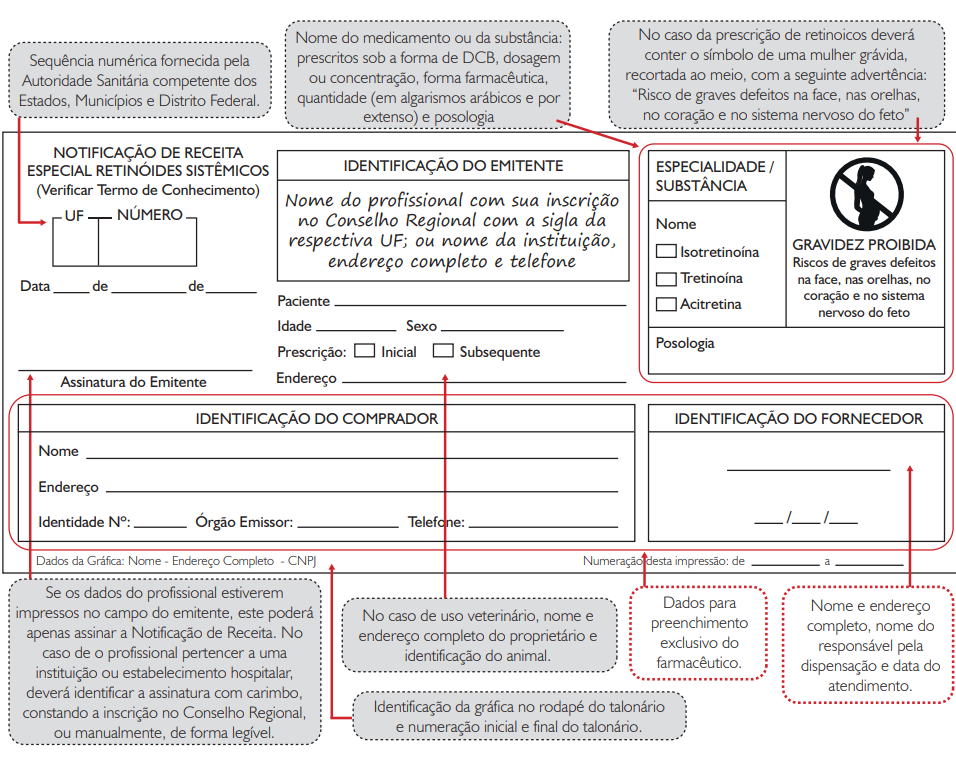 Sequência numérica fornecida pela
Autoridade Sanitária competente dos
Estados, Municípios e Distrito Federal.
Nome do medicamento ou da substância:
prescritos sob a forma de DCB, dosagem
ou concentração, forma farmacêutica,
quantidade (em algarismos arábicos e por
extenso) e posologia
No caso da prescrição de retinoicos deverá
conter o símbolo de uma mulher grávida,
recortada ao meio, com a seguinte advertência:
“Risco de graves defeitos na face, nas orelhas,
no coração e no sistema nervoso do feto”
NOTIFICAÇÃO DE RECEITA
ESPECIAL RETINÓIDES SISTÊMICOS
(Verificar Termo de Conhecimento)
UF NÚMERO
Data ____ de ________ de ______
Assinatura do Emitente
IDENTIFICAÇÃO DO EMITENTE
Nome do profissional com sua inscrição
no Conselho Regional com a sigla da
respectiva UF; ou nome da instituição,
endereço completo e telefone
Paciente
Idade Sexo
Prescrição: Inicial Subsequente
Endereço
ESPECIALIDADE /
SUBSTÂNCIA
Nome
Isotretinoína
Tretinoína
Acitretina
GRAVIDEZ PROIBIDA
Riscos de graves defeitos
na face, nas orelhas, no
coração e no sistema
nervoso do feto
Posologia
IDENTIFICAÇÃO DO COMPRADOR
Nome
Endereço
Identidade Nº: Órgão Emissor: Telefone:
IDENTIFICAÇÃO DO FORNECEDOR
___ /___ /___
Dados da Gráfica: Nome - Endereço Completo - CNPJ
Numeração desta impressão: de ________ a ________
Se os dados do profissional estiverem
impressos no campo do emitente, este poderá
apenas assinar a Notificação de Receita. No
caso de o profissional pertencer a uma
instituição ou estabelecimento hospitalar,
deverá identificar a assinatura com carimbo,
constando a inscrição no Conselho Regional,
ou manualmente, de forma legível.
No caso de uso veterinário, nome e
endereço completo do proprietário e
identificação do animal.
Identificação da gráfica no rodapé do talonário
e numeração inicial e final do talonário.
Dados para
preenchimento
exclusivo do
farmacêutico.
Nome e endereço
completo, nome do
responsável pela
dispensação e data do
atendimento.